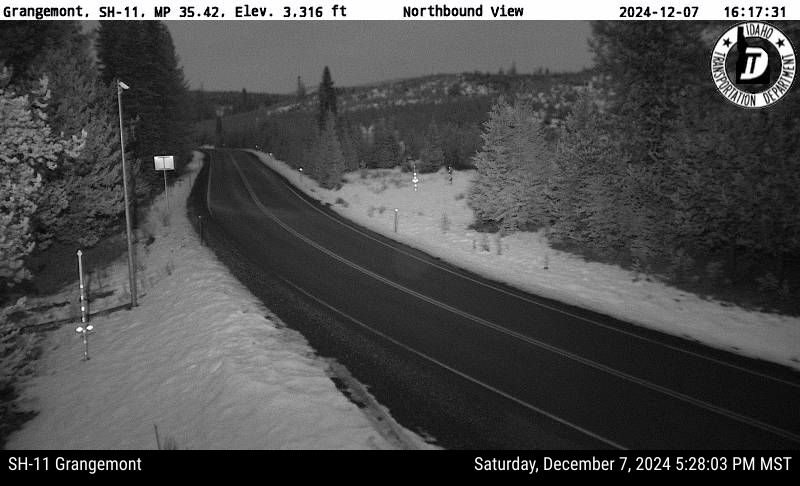 Grangemont, SH-11, MP 35.42, Elev. 3,316 ft Northbound View 2024-12-07 16:17:31
IDAHO
TRANSPORTATION DEPARTMENT
SH-11 Grangemont Saturday, December 7, 2024 5:28:03 PM MST